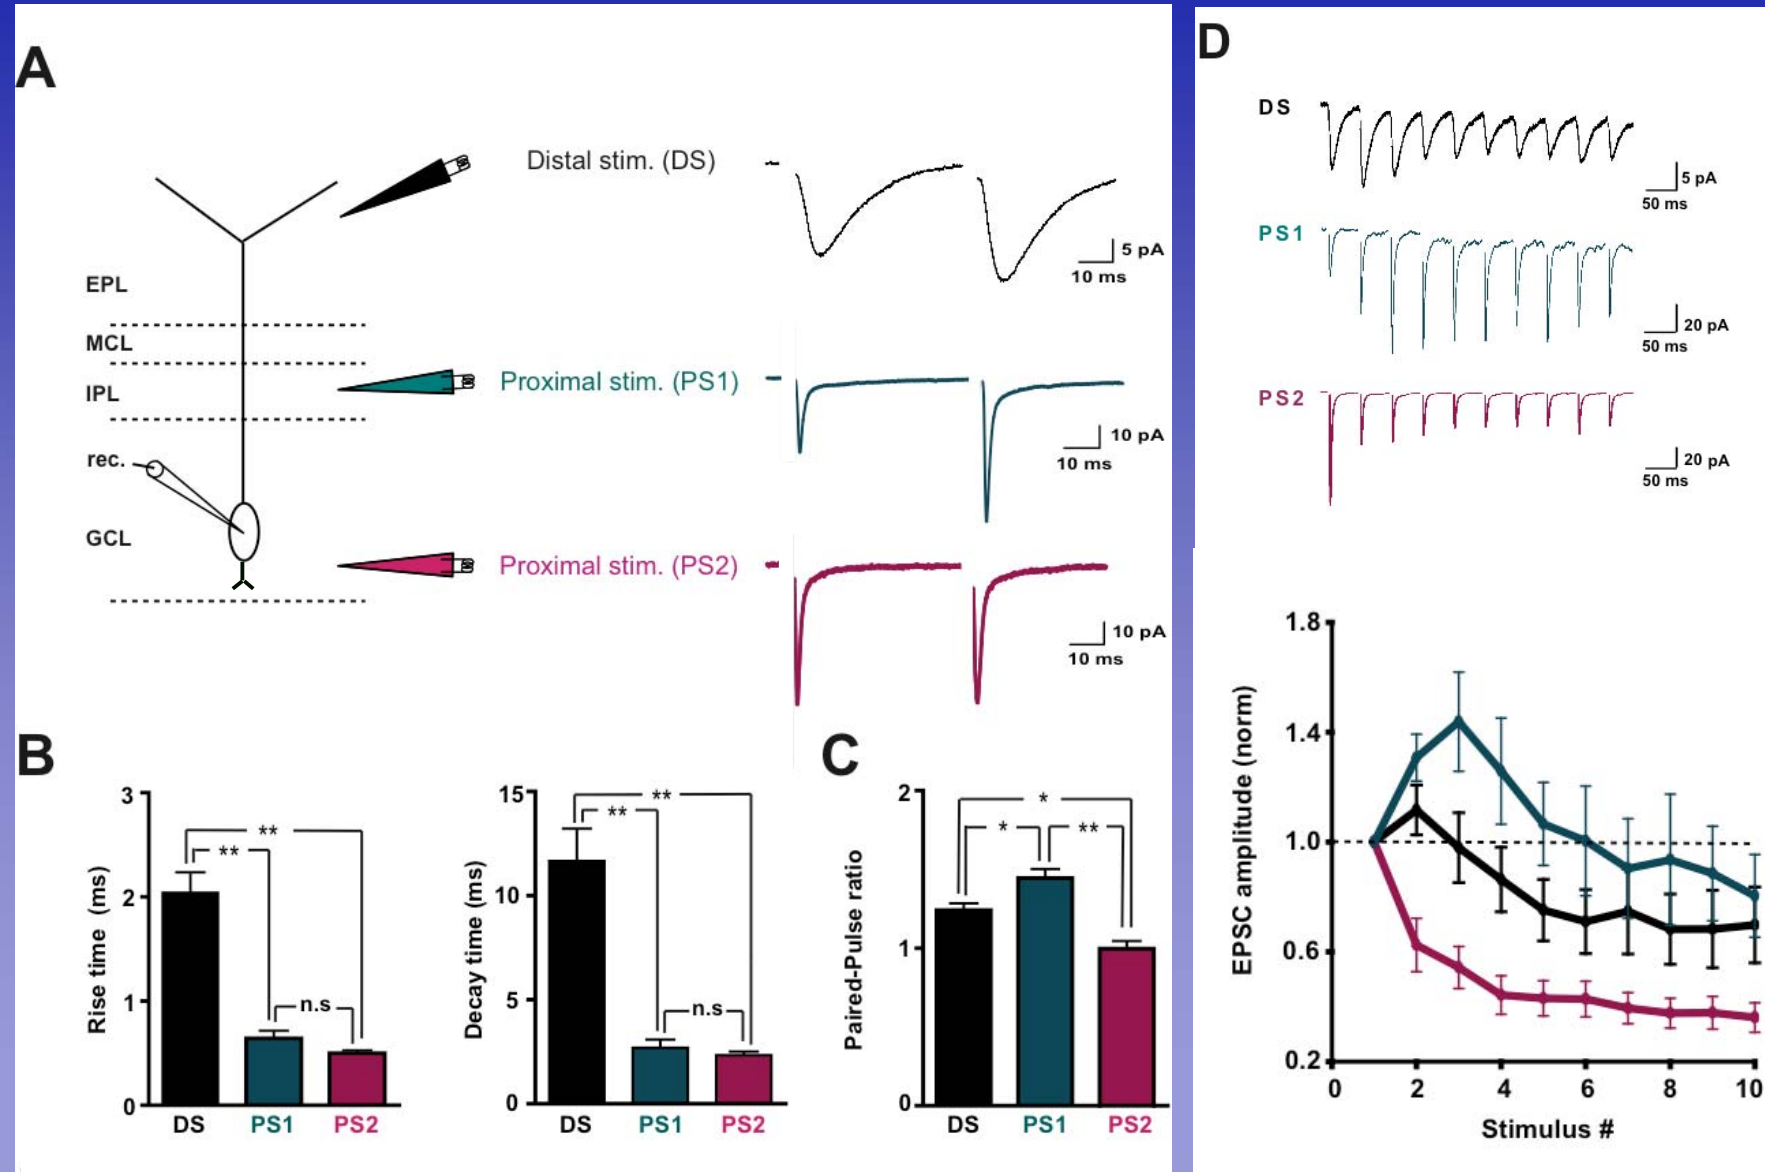 A
Distal stim. (DS)
5 pA
10 ms
EPL
MCL
IPL
Proximal stim. (PS1)
10 pA
10 ms
rec.
GCL
Proximal stim. (PS2)
10 pA
10 ms
B
3
2
1
0
Rise time (ms)
**
**
n.s
DS PS1 PS2
15
10
5
0
Decay time (ms)
**
**
n.s
DS PS1 PS2
C
2
1
0
Paired-Pulse ratio
*
* **
DS PS1 PS2
D
DS
5 pA
50 ms
PS1
20 pA
50 ms
PS2
20 pA
50 ms
1.8
1.4
1.0
0.6
0.2
EPSC amplitude (norm)
0 2 4 6 8 10
Stimulus #